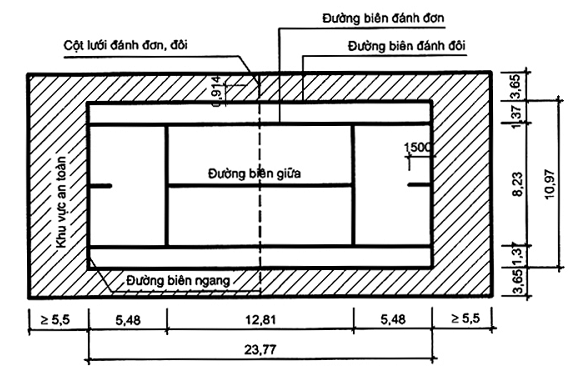 Đường biên đánh đơn
Cột lưới đánh đơn, đôi
Đường biên đánh đôi
0,914
3,65
1,37
1500
Khu vực an toàn
Đường biên giữa
8,23
10,97
Đường biên ngang
1,37
3,65
≥ 5,5
5,48
12,81
5,48
≥ 5,5
23,77